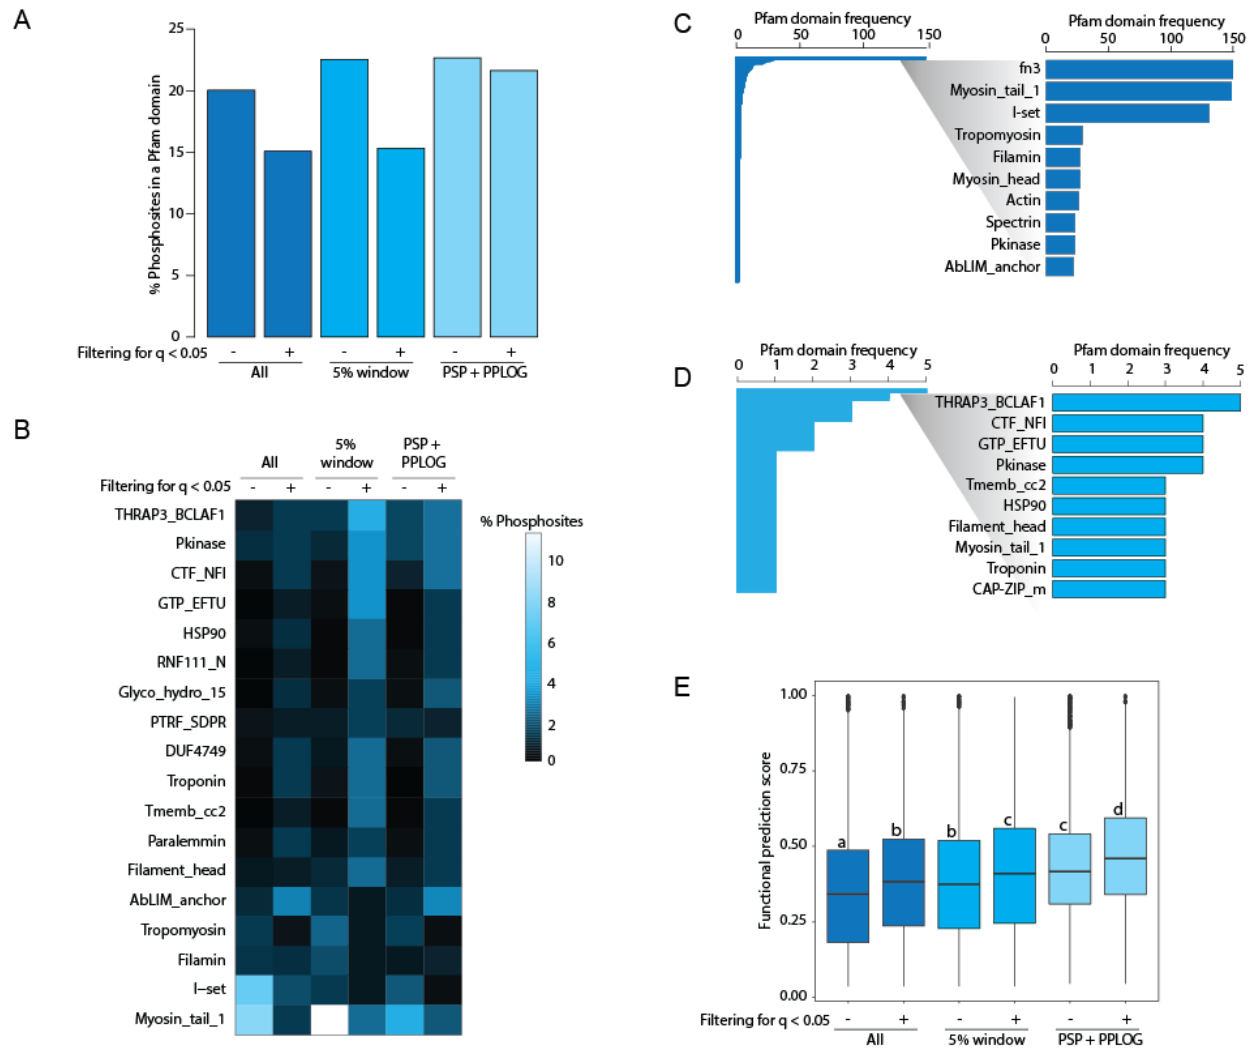 A
% Phosphosites in a Pfam domain
25
20
15
10
5
0
Filtering for q < 0.05 - + - + - +
All 5% window PSP + PPLOG
B
All 5% window PSP + PPLOG
Filtering for q < 0.05 - + - + - +
THRAP3_BCLAF1
Pkinase
CTF_NFI
GTP_EFTU
HSP90
RNF111_N
Glyco_hydro_15
PTRF_SDPR
DUF4749
Troponin
Tmemb_cc2
Paralemmin
Filament_head
AbLIM_anchor
Tropomyosin
Filamin
I-set
Myosin_tail_1
% Phosphosites
10
8
6
4
2
0
C
Pfam domain frequency
0 50 100 150
Pfam domain frequency
0 50 100 150
fn3
Myosin_tail_1
I-set
Tropomyosin
Filamin
Myosin_head
Actin
Spectrin
Pkinase
AbLIM_anchor
D
Pfam domain frequency
0 1 2 3 4 5
Pfam domain frequency
0 1 2 3 4 5
THRAP3_BCLAF1
CTF_NFI
GTP_EFTU
Pkinase
Tmemb_cc2
HSP90
Filament_head
Myosin_tail_1
Troponin
CAP-ZIP_m
E
Functional prediction score
1.00
0.75
0.50
0.25
0.00
a b b c c d
Filtering for q < 0.05 - + - + - +
All 5% window PSP + PPLOG